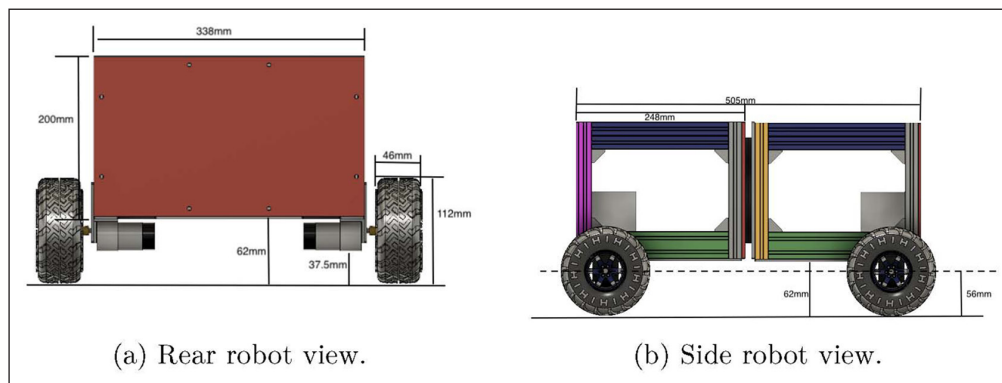 338mm
200mm
46mm
112mm
62mm
37.5mm
(a) Rear robot view.
505mm
248mm
62mm
56mm
(b) Side robot view.